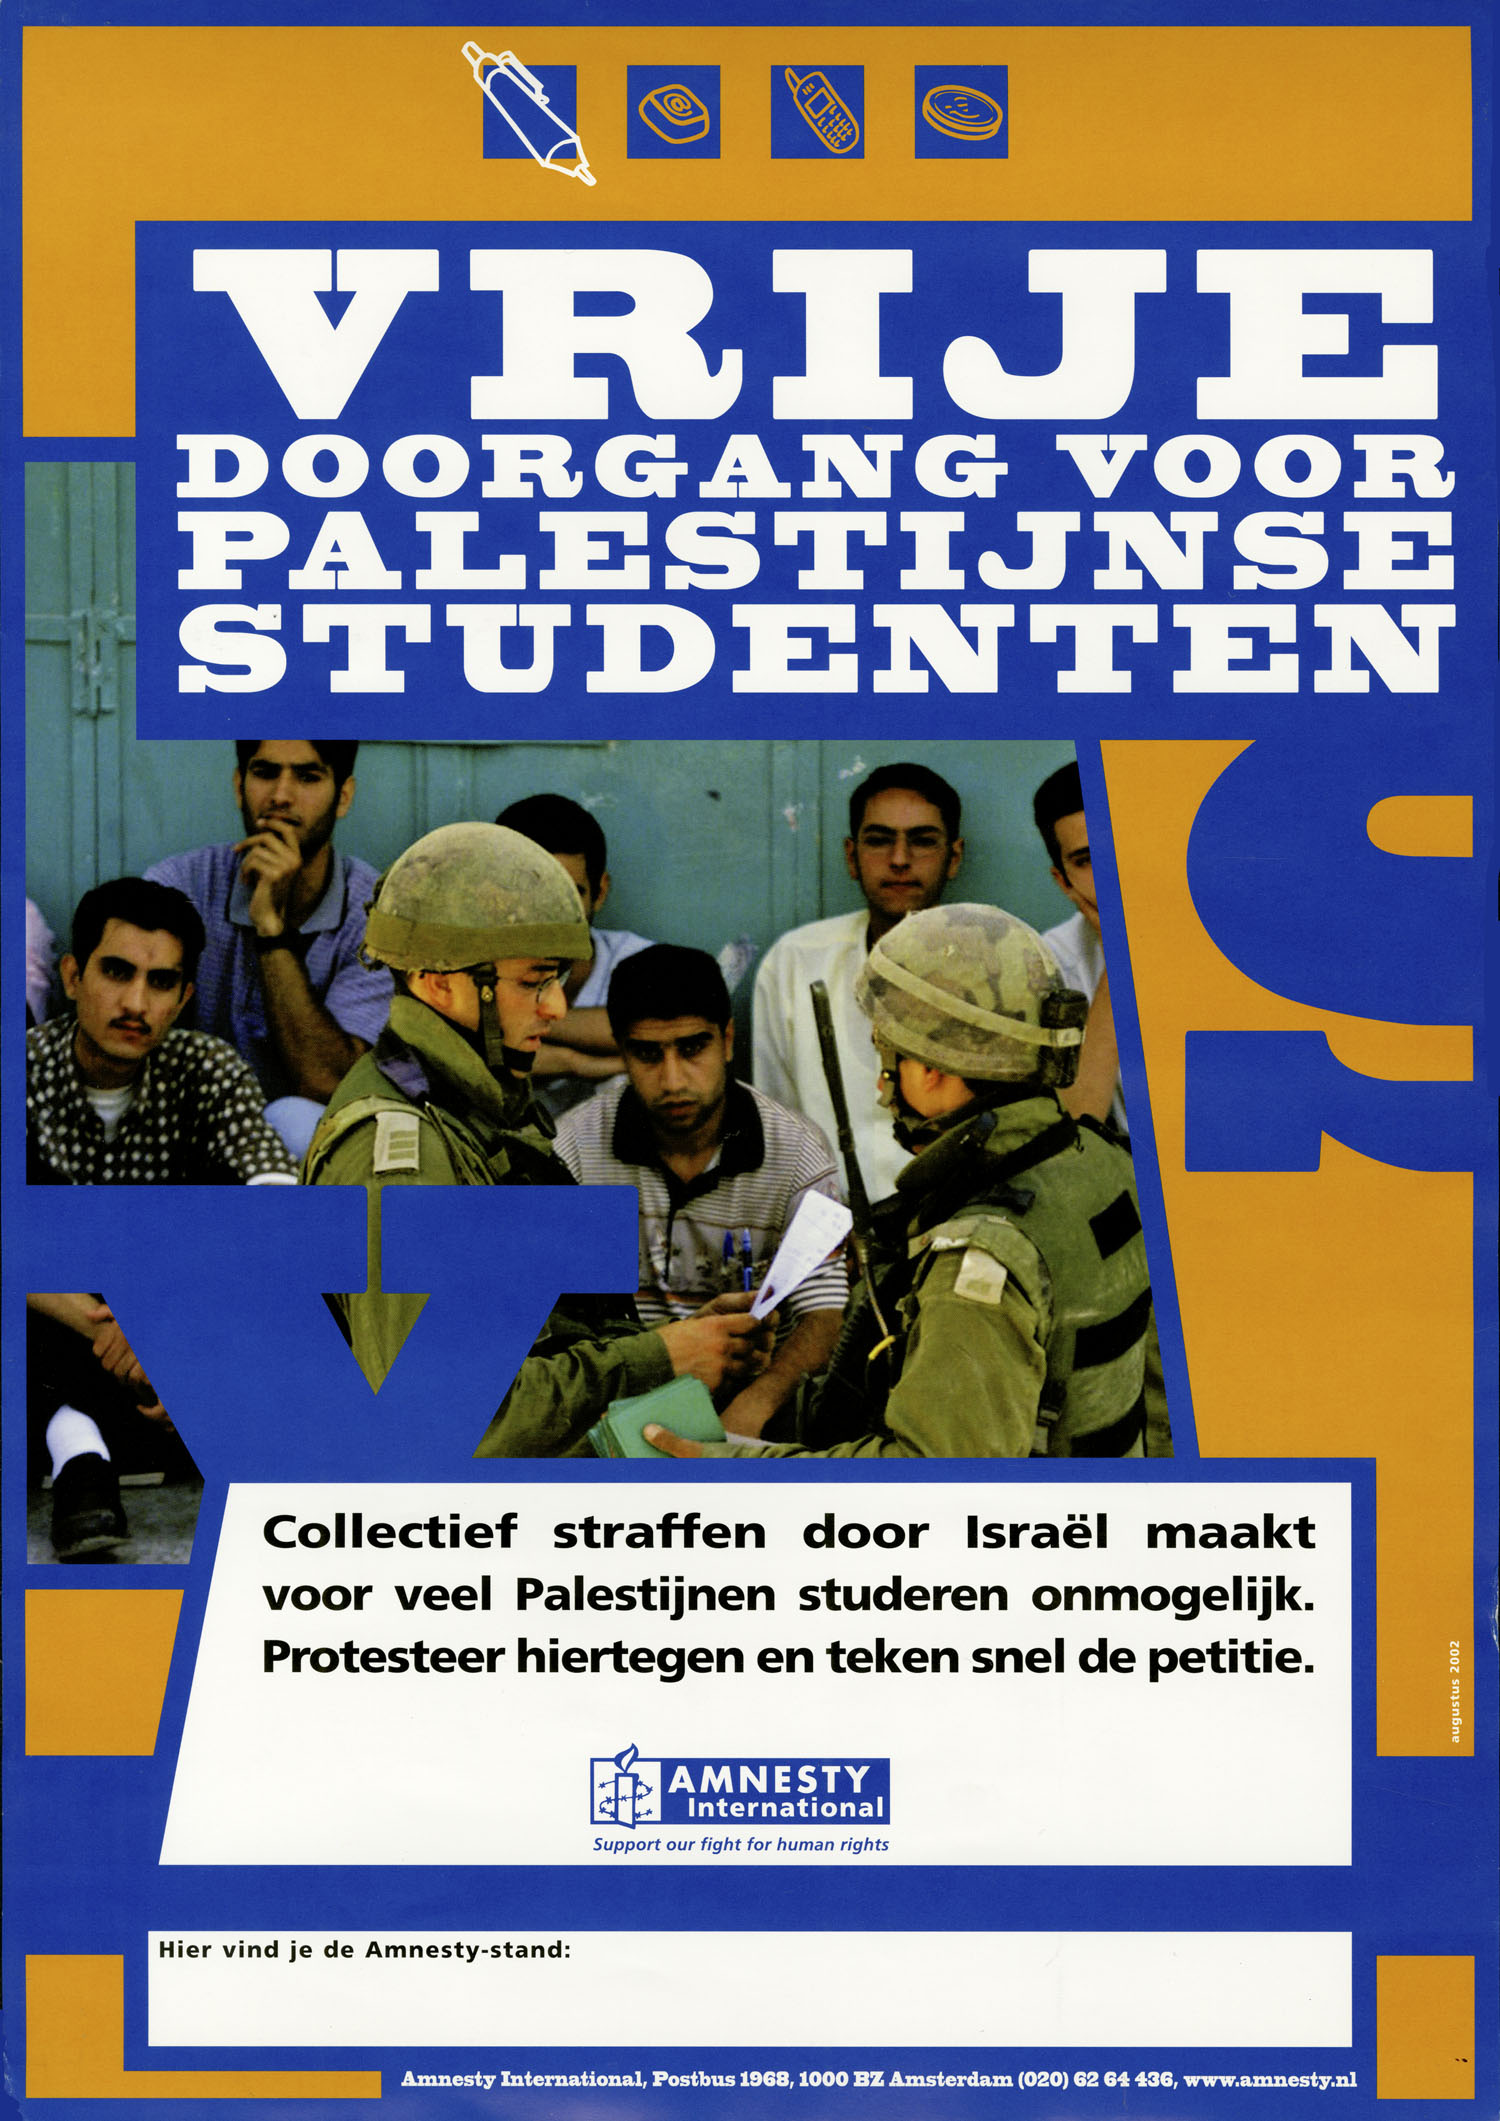 VRIJE
DOORGANG VOOR
PALESTIJNSE
STUDENTEN
Collectief straffen door Israël maakt
voor veel Palestijnen studeren onmogelijk.
Protesteer hiertegen en teken snel de petitie.
augustus 2002
AMNESTY
International
Support our fight for human rights
Hier vind je de Amnesty-stand:
Amnesty International, Postbus 1968, 1000 BZ Amsterdam (020) 62 64 436, www.amnesty.nl